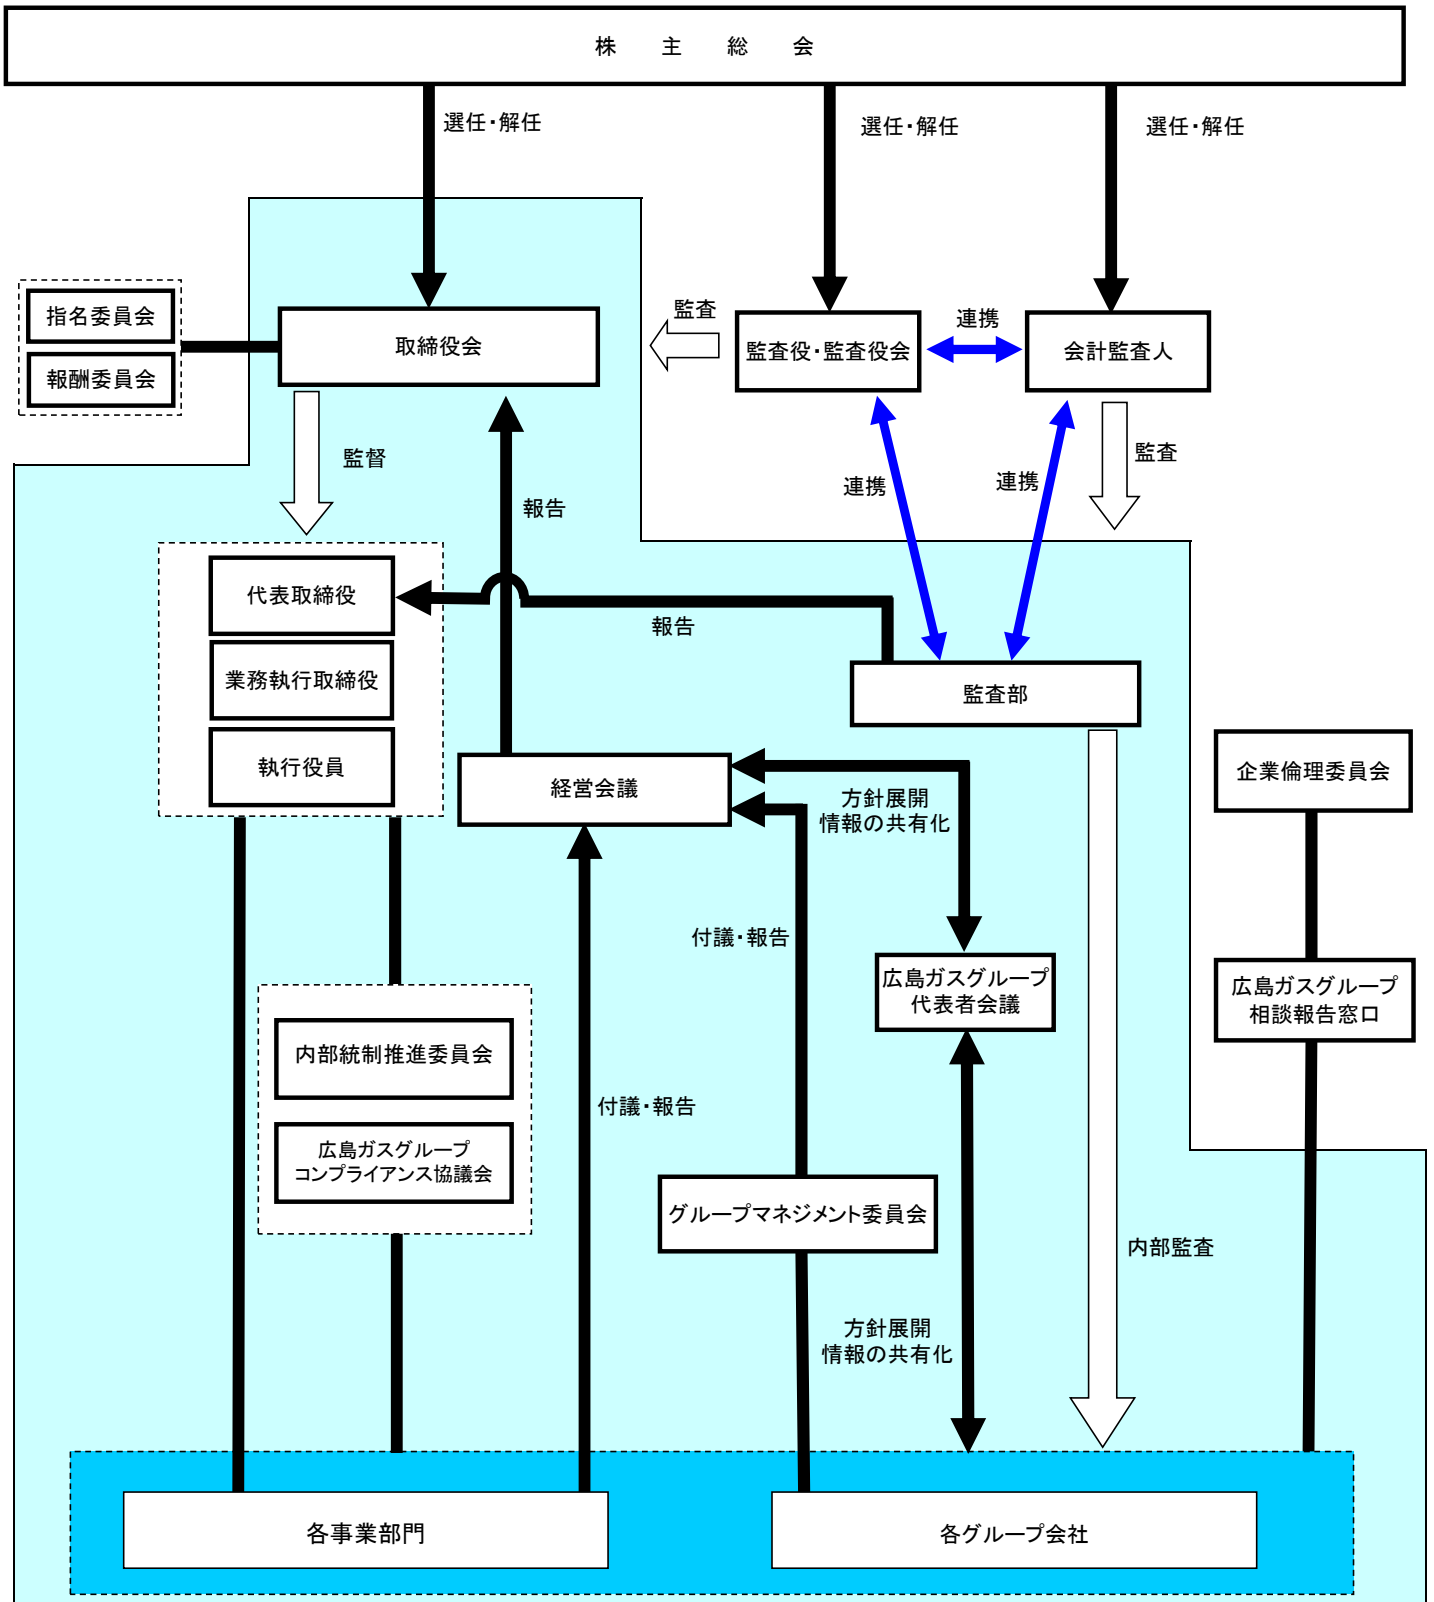 株主総会
選任・解任
選任・解任
選任・解任
指名委員会
報酬委員会
取締役会
監査
監査役・監査役会
連携
会計監査人
監督
報告
連携
連携
監査
代表取締役
業務執行取締役
執行役員
報告
監査部
経営会議
方針展開
情報の共有化
企業倫理委員会
付議・報告
広島ガスグループ
代表者会議
広島ガスグループ
相談報告窓口
内部統制推進委員会
広島ガスグループ
コンプライアンス協議会
付議・報告
グループマネジメント委員会
内部監査
方針展開
情報の共有化
各事業部門
各グループ会社